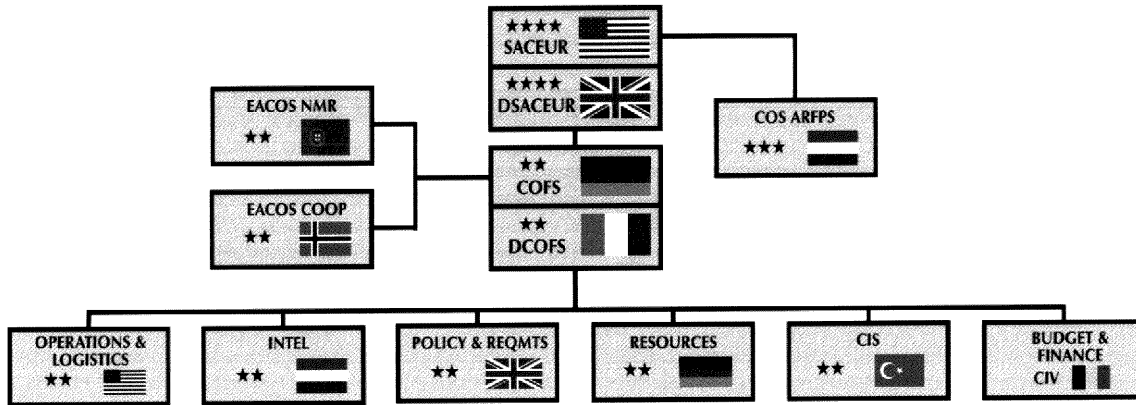 ★★★★
SACEUR
★★★★
DSACEUR
EACOS NMR
★★
COS ARFPS
★★★
★★
COFS
EACOS COOP
★★
★★
DCOFS
OPERATIONS &
LOGISTICS
★★
INTEL
★★
POLICY & REQMTS
★★
RESOURCES
★★
CIS
★★
BUDGET &
FINANCE
CIV